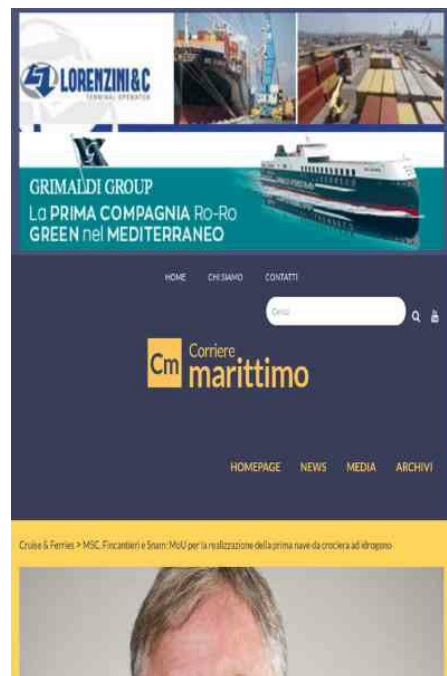 LORENZINI & C
TERMINAL OPERATOR
GRIMALDI GROUP
La PRIMA COMPAGNIA Ro-Ro
GREEN nel MEDITERRANEO
HOME CHI SIAMO CONTATTI
Cerca
Cm Corriere
marittimo
HOMEPAGE NEWS MEDIA ARCHIVI
Cruise & Ferries > MSC, Fincantieri e Snam: MoU per la realizzazione della prima nave da crociera ad idrogeno